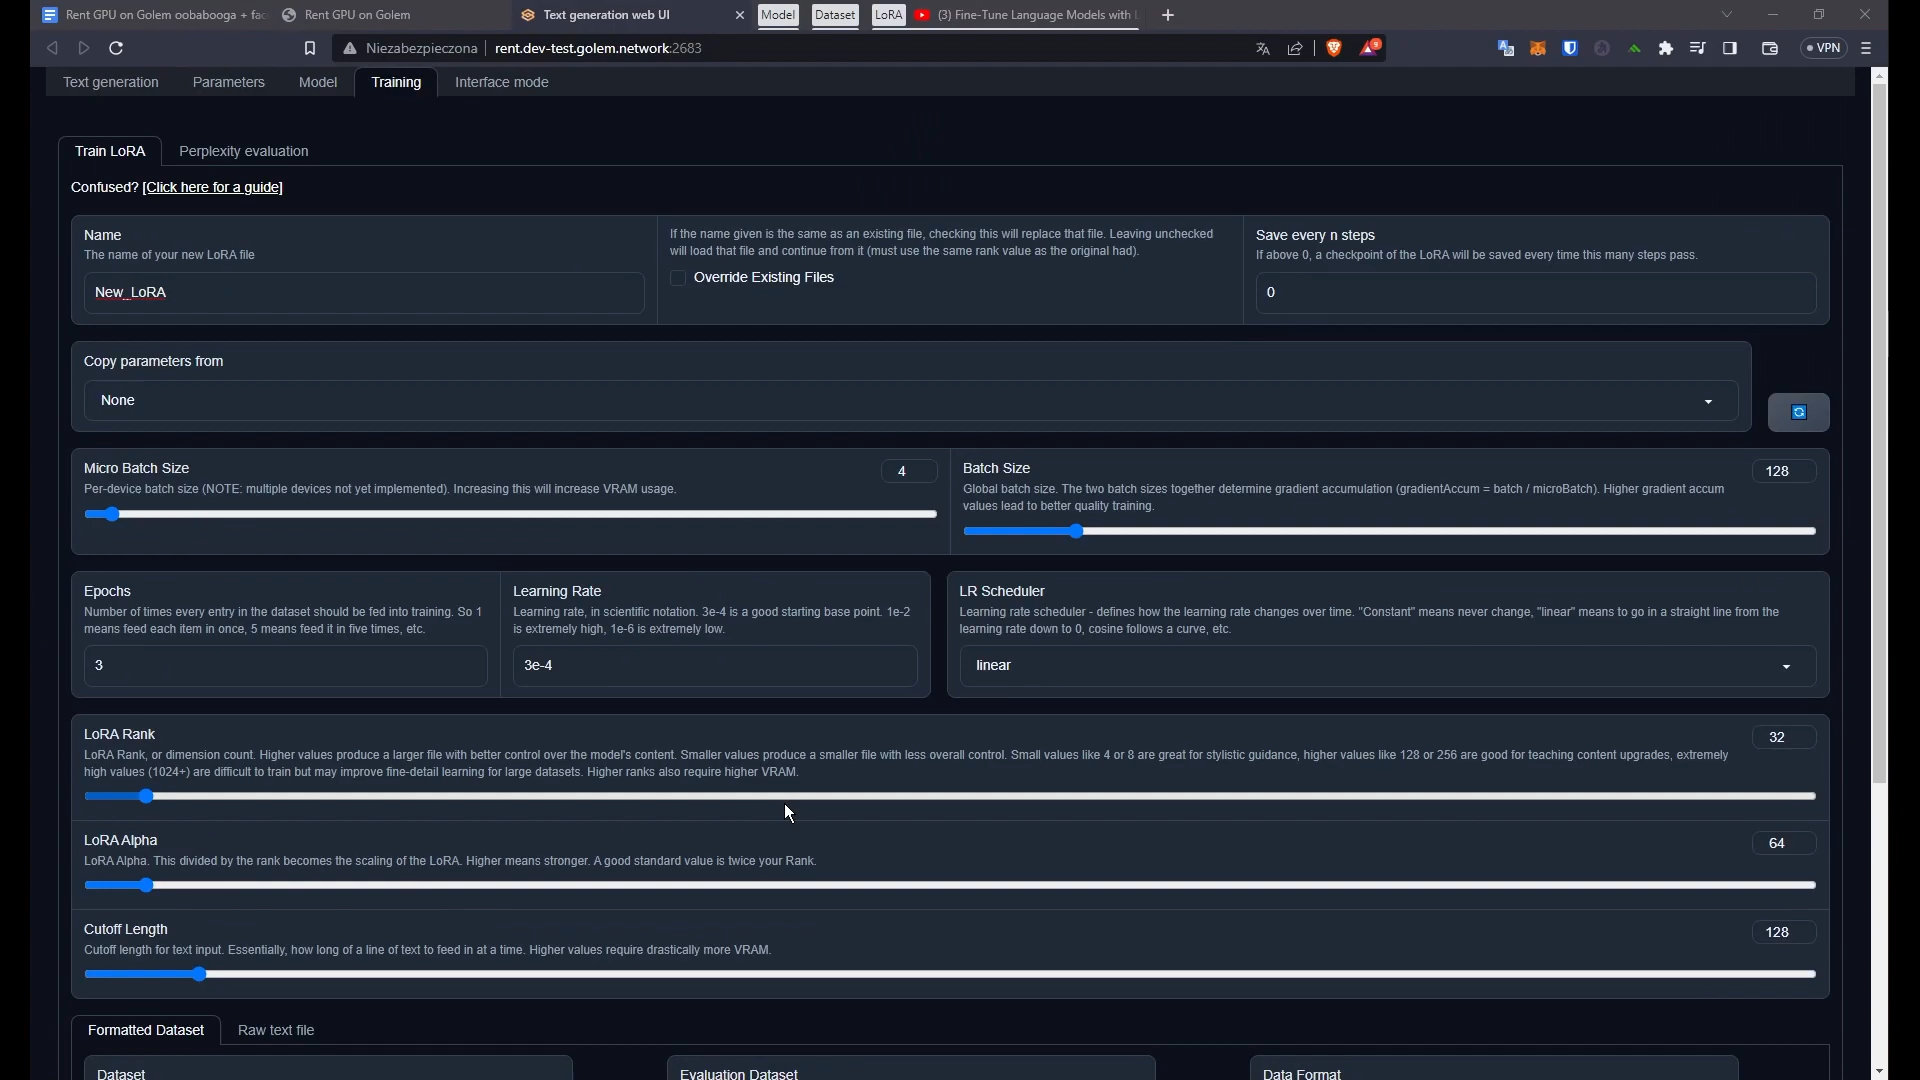 Rent GPU on Golem oobabooga + fac
Rent GPU on Golem
Text generation web UI
Model
Dataset
LoRA
(3) Fine-Tune Language Models with L
Niezabezpieczona
rent.dev-test.golem.network:2683
9
VPN
Text generation
Parameters
Model
Training
Interface mode
Train LoRA
Perplexity evaluation
Confused? [Click here for a guide]
Name
The name of your new LoRA file
New_LoRA
If the name given is the same as an existing file, checking this will replace that file. Leaving unchecked
will load that file and continue from it (must use the same rank value as the original had).
Override Existing Files
Save every n steps
If above 0, a checkpoint of the LoRA will be saved every time this many steps pass.
0
Copy parameters from
None
Micro Batch Size
4
Per-device batch size (NOTE: multiple devices not yet implemented). Increasing this will increase VRAM usage.
Batch Size
128
Global batch size. The two batch sizes together determine gradient accumulation (gradientAccum = batch / microBatch). Higher gradient accum
values lead to better quality training.
Epochs
Number of times every entry in the dataset should be fed into training. So 1
means feed each item in once, 5 means feed it in five times, etc.
3
Learning Rate
Learning rate, in scientific notation. 3e-4 is a good starting base point. 1e-2
is extremely high, 1e-6 is extremely low.
3e-4
LR Scheduler
Learning rate scheduler - defines how the learning rate changes over time. "Constant" means never change, "linear" means to go in a straight line from the
learning rate down to 0, cosine follows a curve, etc.
linear
LoRA Rank
32
LoRA Rank, or dimension count. Higher values produce a larger file with better control over the model's content. Smaller values produce a smaller file with less overall control. Small values like 4 or 8 are great for stylistic guidance, higher values like 128 or 256 are good for teaching content upgrades, extremely
high values (1024+) are difficult to train but may improve fine-detail learning for large datasets. Higher ranks also require higher VRAM.
LoRA Alpha
64
LoRA Alpha. This divided by the rank becomes the scaling of the LoRA. Higher means stronger. A good standard value is twice your Rank.
Cutoff Length
128
Cutoff length for text input. Essentially, how long of a line of text to feed in at a time. Higher values require drastically more VRAM.
Formatted Dataset
Raw text file
Dataset
Evaluation Dataset
Data Format